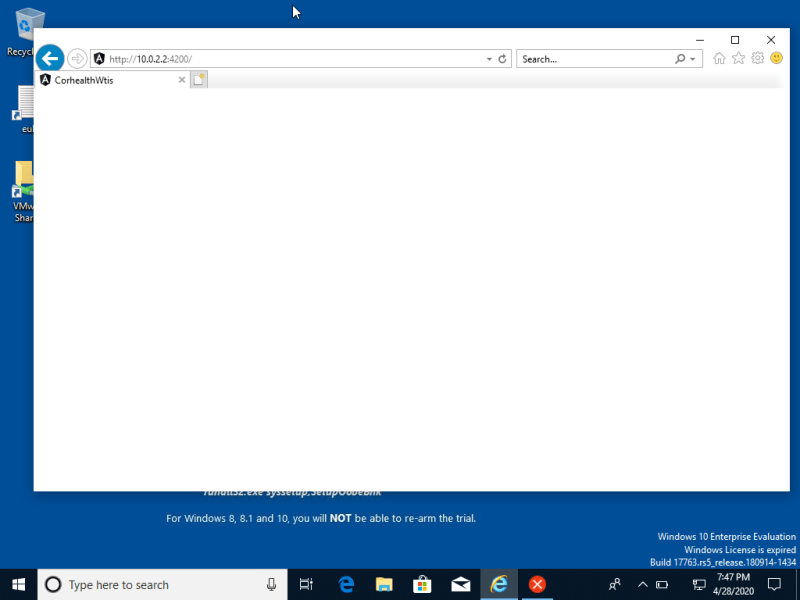 Recycl
http://10.0.2.2:4200/
Search...
CorhealthWtis
eul
VMw
Shar
rundll32.exe syssetup,SetupOobeBnk
For Windows 8, 8.1 and 10, you will NOT be able to re-arm the trial.
Windows 10 Enterprise Evaluation
Windows License is expired
Build 17763.rs5_release.180914-1434
Type here to search
7:47 PM
4/28/2020